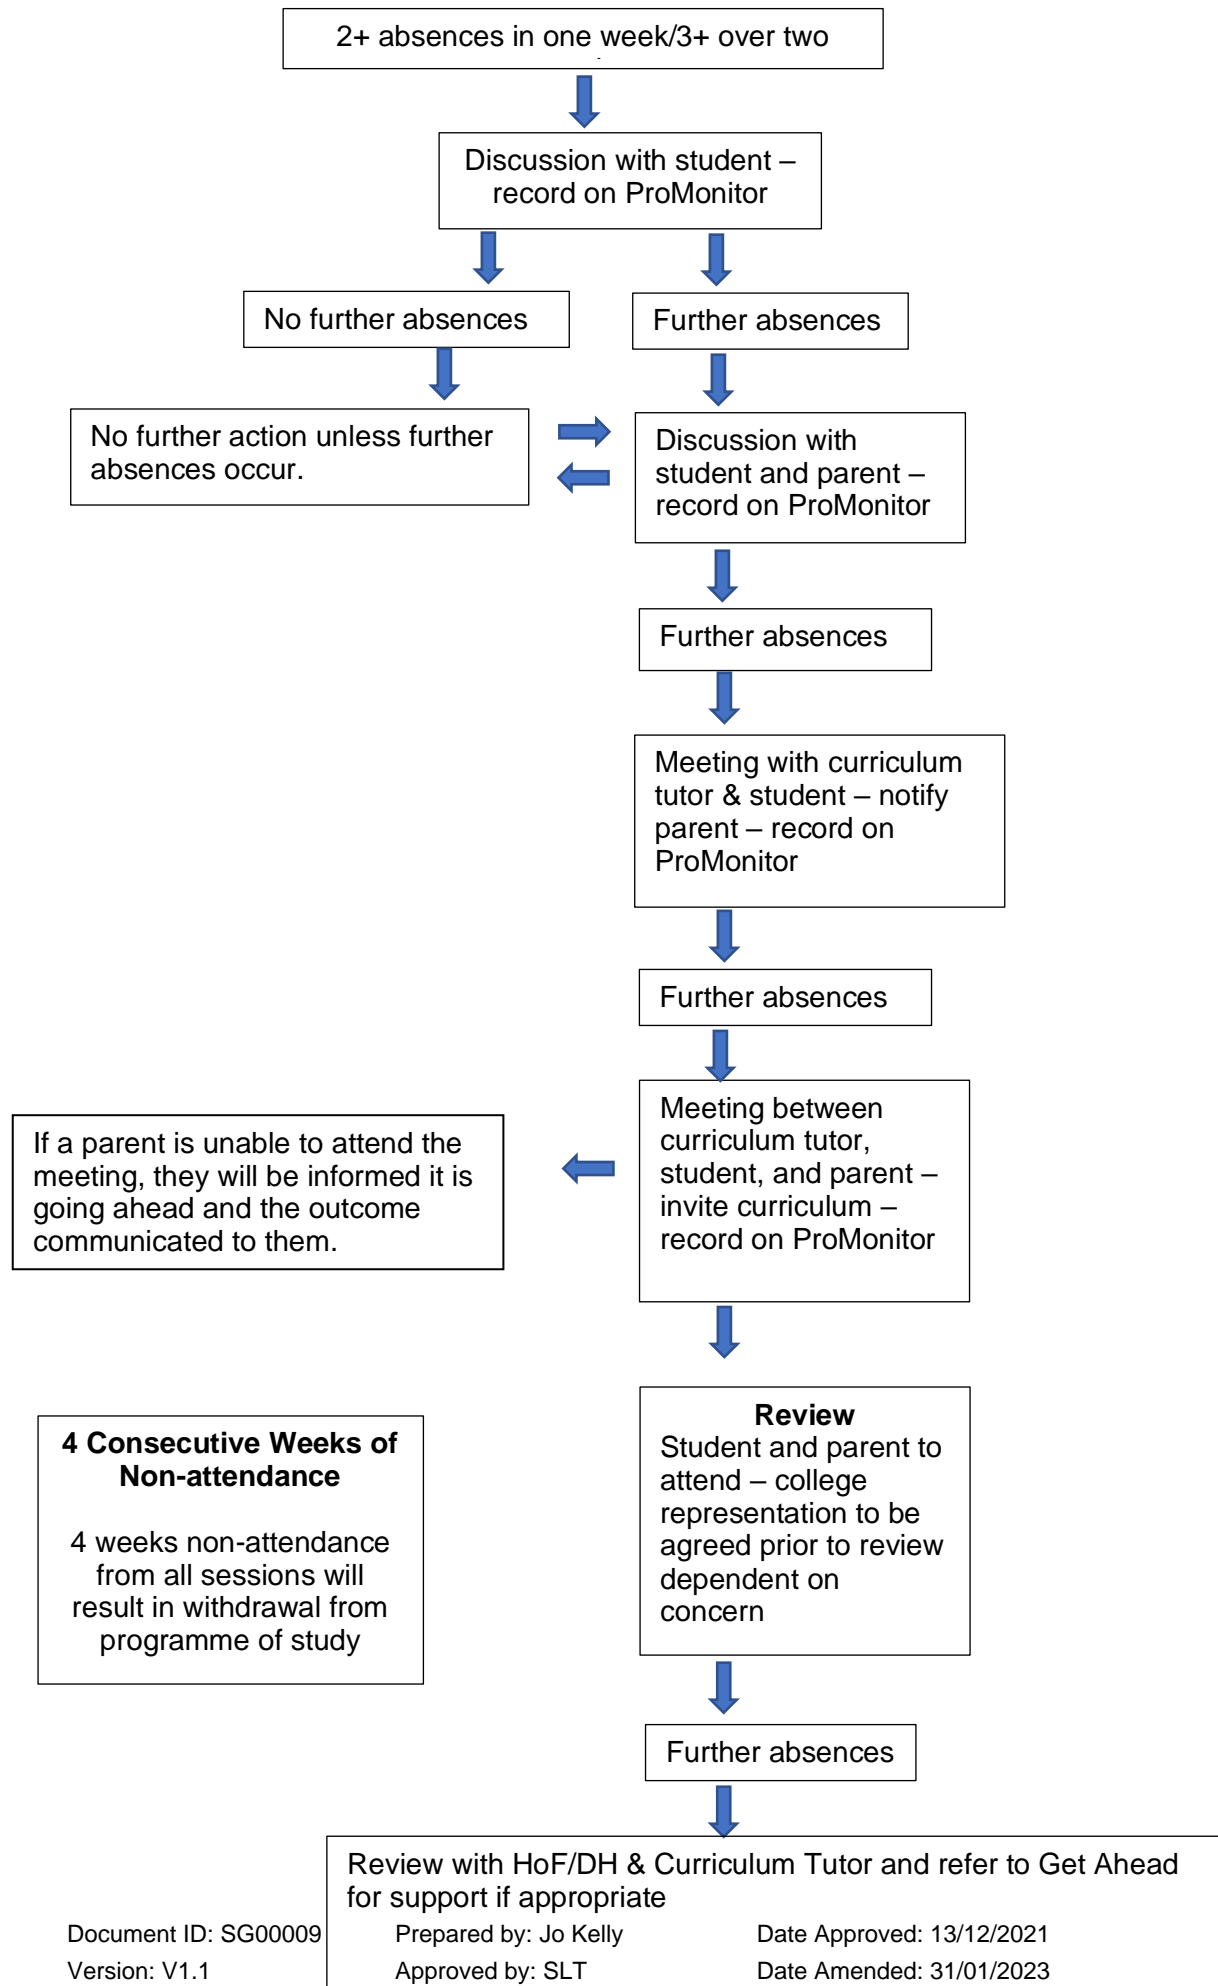 2+ absences in one week/3+ over two
Discussion with student –
record on ProMonitor
No further absences
Further absences
No further action unless further
absences occur.
Discussion with
student and parent –
record on ProMonitor
Further absences
Meeting with curriculum
tutor & student – notify
parent – record on
ProMonitor
Further absences
Meeting between
curriculum tutor,
student, and parent –
invite curriculum –
record on ProMonitor
If a parent is unable to attend the
meeting, they will be informed it is
going ahead and the outcome
communicated to them.
4 Consecutive Weeks of
Non-attendance
4 weeks non-attendance
from all sessions will
result in withdrawal from
programme of study
Review
Student and parent to
attend – college
representation to be
agreed prior to review
dependent on
concern
Further absences
Review with HoF/DH & Curriculum Tutor and refer to Get Ahead
for support if appropriate
Document ID: SG00009 Prepared by: Jo Kelly Date Approved: 13/12/2021
Version: V1.1 Approved by: SLT Date Amended: 31/01/2023